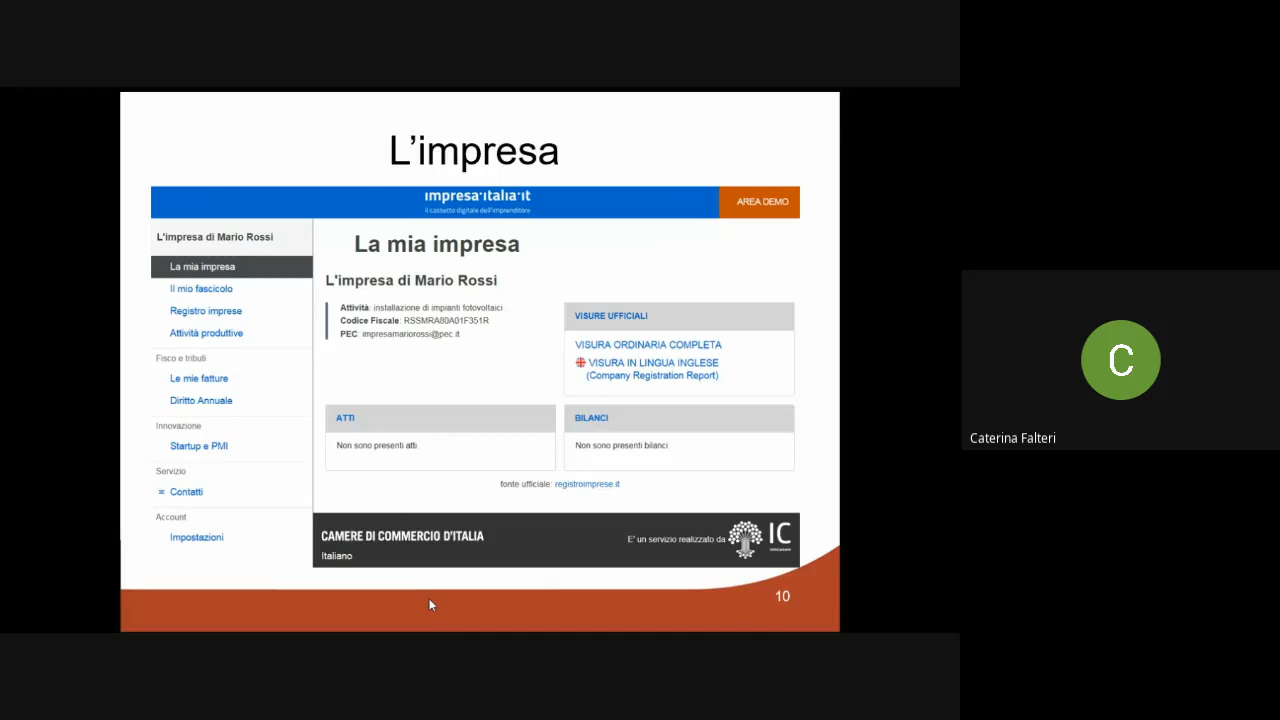 L'impresa
impresa·italia·it
il cassetto digitale dell'imprenditore
AREA DEMO
L'impresa di Mario Rossi
La mia impresa
Il mio fascicolo
Registro imprese
Attività produttive
Fisco e tributi
Le mie fatture
Diritto Annuale
Innovazione
Startup e PMI
Servizio
Contatti
Account
Impostazioni
La mia impresa
L'impresa di Mario Rossi
Attività: installazione di impianti fotovoltaici
Codice Fiscale: RSSMRA80A01F351R
PEC: impresamariorossi@pec.it
VISURE UFFICIALI
VISURA ORDINARIA COMPLETA
VISURA IN LINGUA INGLESE
(Company Registration Report)
ATTI
Non sono presenti atti
BILANCI
Non sono presenti bilanci
fonte ufficiale: registroimprese.it
CAMERE DI COMMERCIO D'ITALIA
Italiano
E' un servizio realizzato da
IC
InfoCamere
10
C
Caterina Falteri